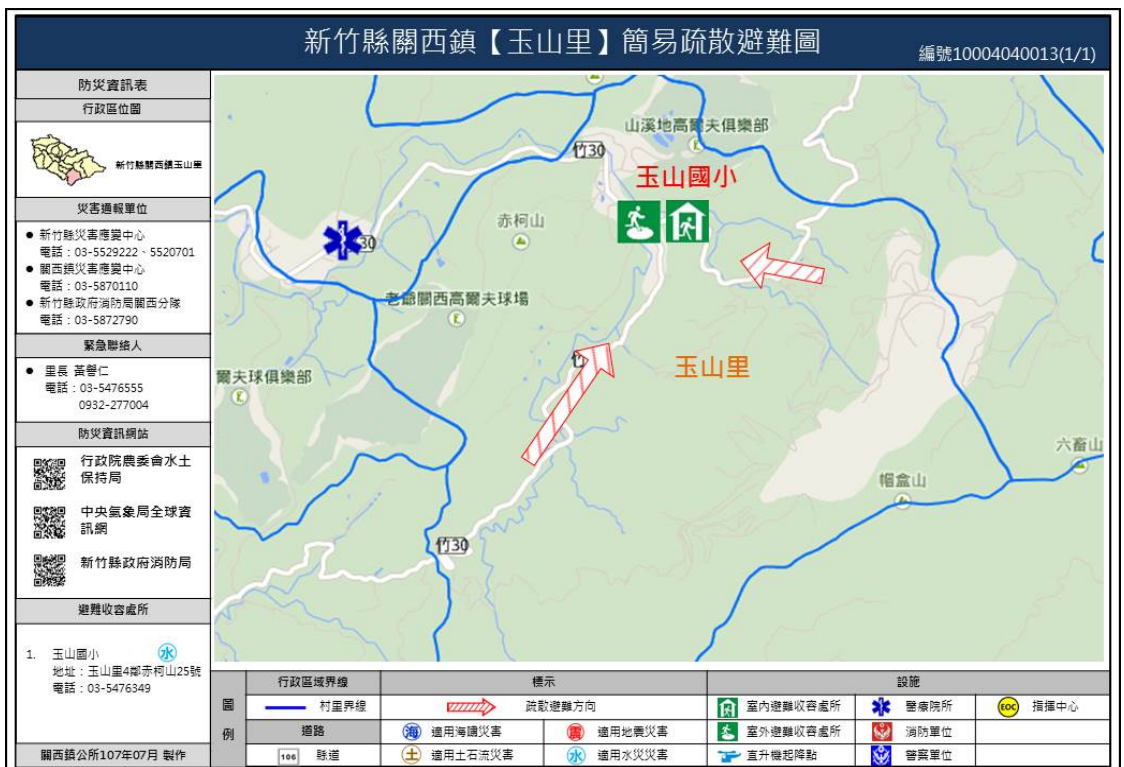 新竹縣關西鎮【玉山里】簡易疏散避難圖
編號10004040013(1/1)
防災資訊表
行政區位圖
新竹縣關西鎮玉山里
災害通報單位
● 新竹縣災害應變中心
電話：03-5529222、5520701
● 關西鎮災害應變中心
電話：03-5870110
● 新竹縣政府消防局關西分隊
電話：03-5872790
緊急聯絡人
● 里長 黃譽仁
電話：03-5476555
0932-277004
防災資訊網站
行政院農委會水土
保持局
中央氣象局全球資
訊網
新竹縣政府消防局
避難收容處所
1. 玉山國小 水
地址：玉山里4鄰赤柯山25號
電話：03-5476349
關西鎮公所107年07月 製作
山溪地高爾夫俱樂部
竹30
玉山國小
赤柯山
30
老爺關西高爾夫球場
竹
玉山里
爾夫球俱樂部
六畜山
帽盒山
竹30
圖例
行政區域界線
標示
設施
村里界線
疏散避難方向
室內避難收容處所
醫療院所
EOC 指揮中心
道路
海 適用海嘯災害
震 適用地震災害
室外避難收容處所
消防單位
106 縣道
土 適用土石流災害
水 適用水災災害
直升機起降點
警察單位